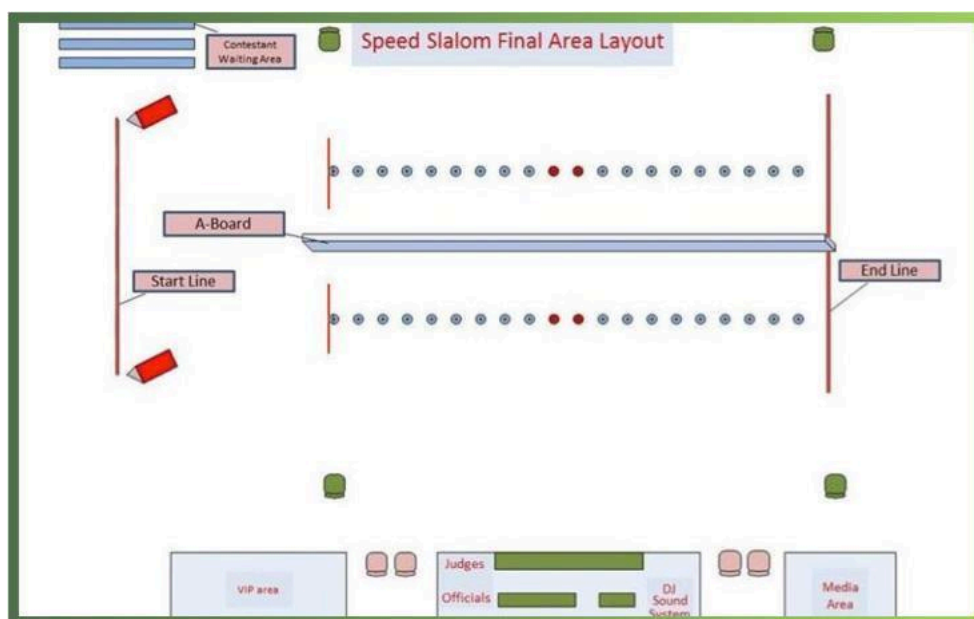 Speed Slalom Final Area Layout
Contestant
Waiting Area
A-Board
Start Line
End Line
VIP area
Judges
Officials
DJ
Sound
System
Media
Area